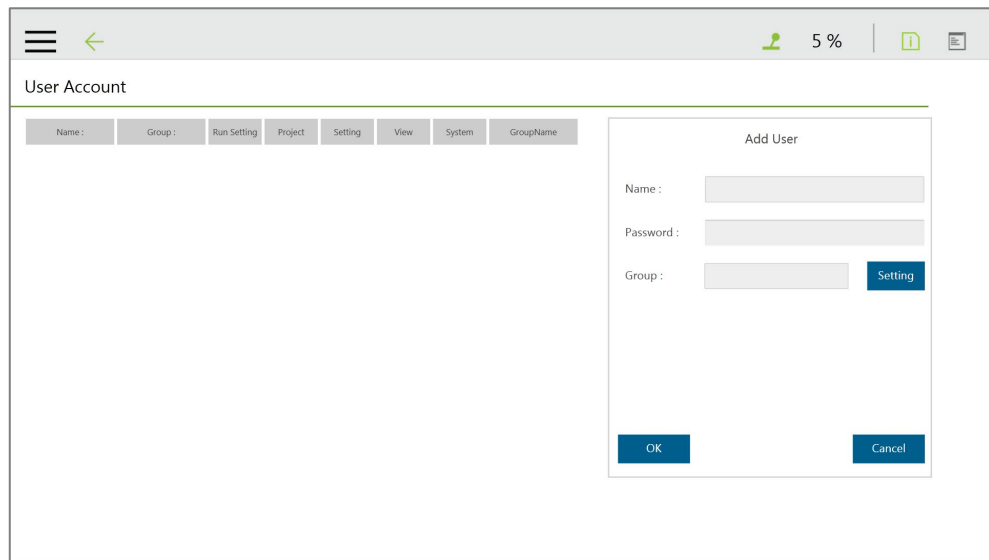 5 %
User Account
Name : Group : Run Setting Project Setting View System GroupName
Add User
Name :
Password :
Group : Setting
OK Cancel